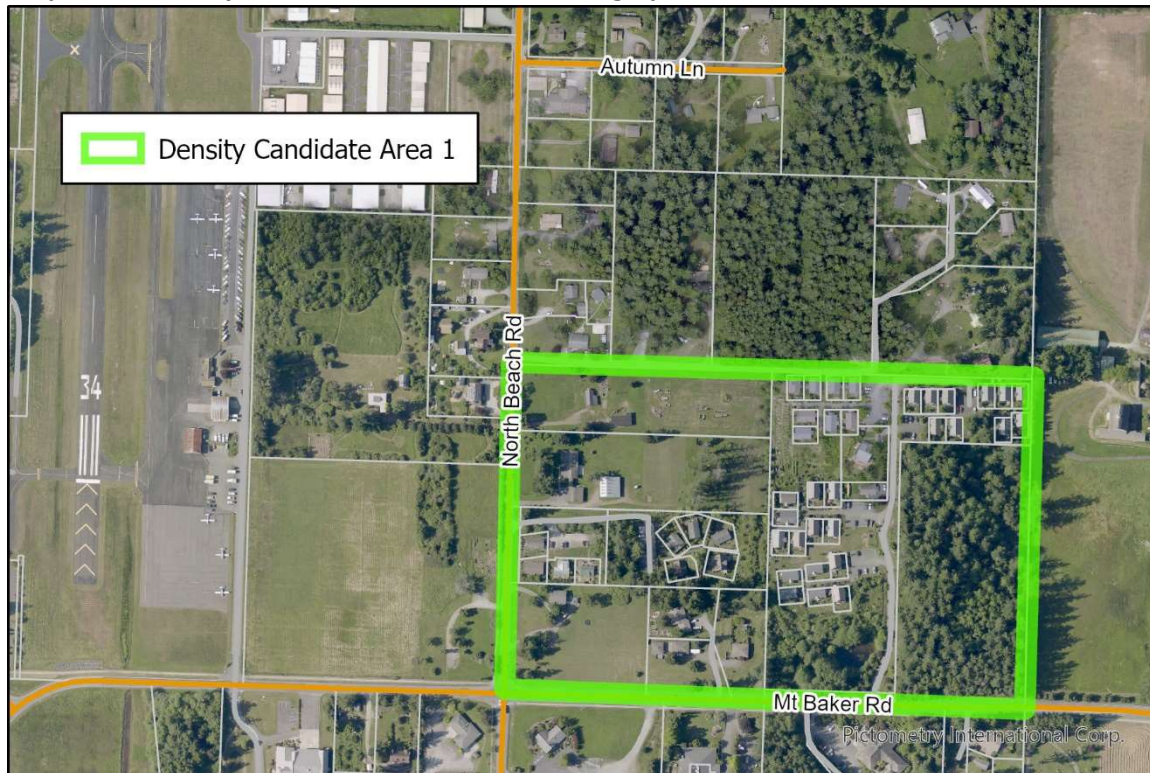 Autumn Ln
Density Candidate Area 1
North Beach Rd
34
Mt Baker Rd
Pictometry International Corp.